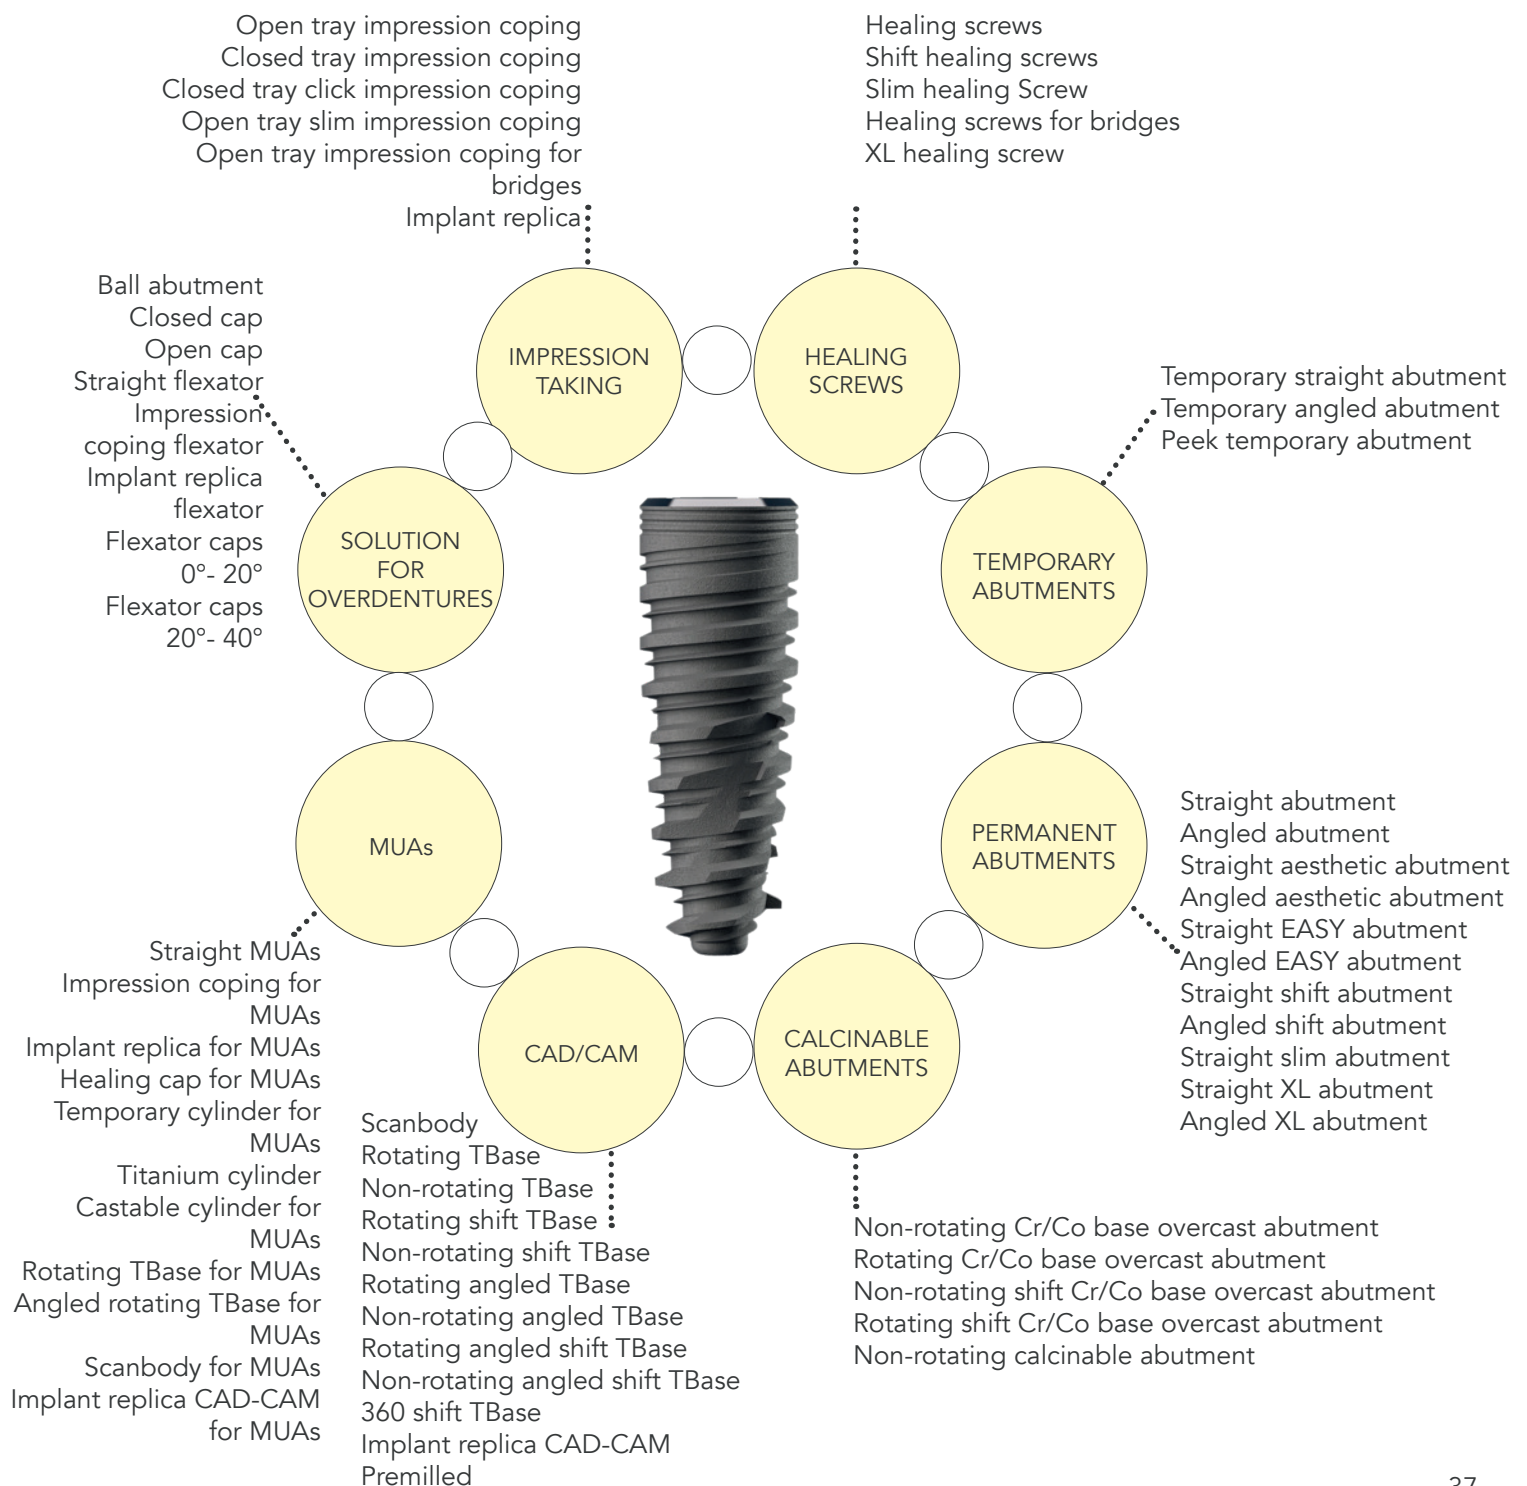 Open tray impression coping
Closed tray impression coping
Closed tray click impression coping
Open tray slim impression coping
Open tray impression coping for
bridges
Implant replica
Healing screws
Shift healing screws
Slim healing Screw
Healing screws for bridges
XL healing screw
IMPRESSION
TAKING
HEALING
SCREWS
Ball abutment
Closed cap
Open cap
Straight flexator
Impression
coping flexator
Implant replica
flexator
Flexator caps
0°- 20°
Flexator caps
20°- 40°
SOLUTION
FOR
OVERDENTURES
Temporary straight abutment
Temporary angled abutment
Peek temporary abutment
TEMPORARY
ABUTMENTS
MUAs
PERMANENT
ABUTMENTS
Straight abutment
Angled abutment
Straight aesthetic abutment
Angled aesthetic abutment
Straight EASY abutment
Angled EASY abutment
Straight shift abutment
Angled shift abutment
Straight slim abutment
Straight XL abutment
Angled XL abutment
Straight MUAs
Impression coping for
MUAs
Implant replica for MUAs
Healing cap for MUAs
Temporary cylinder for
MUAs
Titanium cylinder
Castable cylinder for
MUAs
Rotating TBase for MUAs
Angled rotating TBase for
MUAs
Scanbody for MUAs
Implant replica CAD-CAM
for MUAs
CAD/CAM
Scanbody
Rotating TBase
Non-rotating TBase
Rotating shift TBase
Non-rotating shift TBase
Rotating angled TBase
Non-rotating angled TBase
Rotating angled shift TBase
Non-rotating angled shift TBase
360 shift TBase
Implant replica CAD-CAM
Premilled
CALCINABLE
ABUTMENTS
Non-rotating Cr/Co base overcast abutment
Rotating Cr/Co base overcast abutment
Non-rotating shift Cr/Co base overcast abutment
Rotating shift Cr/Co base overcast abutment
Non-rotating calcinable abutment
37